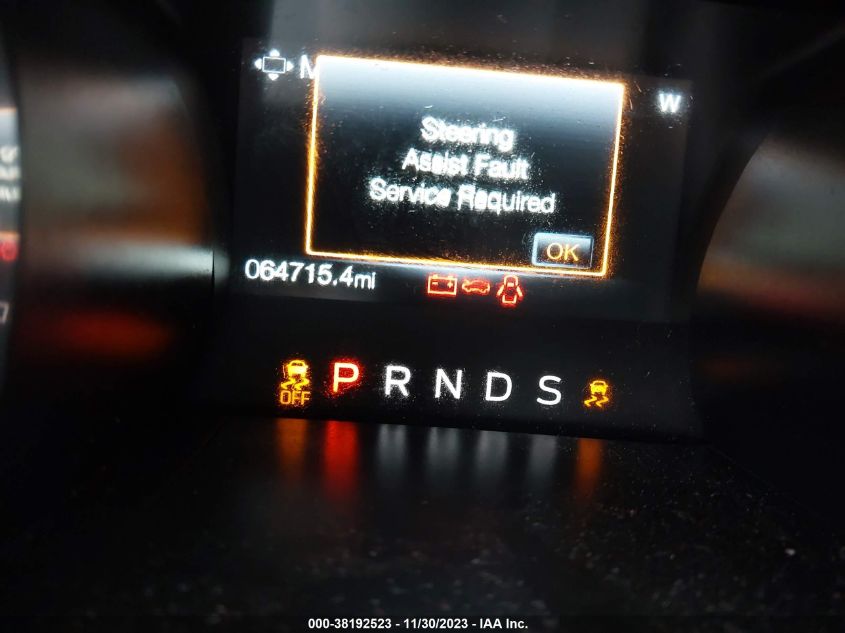 M
W
Steering
Assist Fault
Service Required
OK
064715.4mi
OFF
P R N D S
000-38192523 - 11/30/2023 - IAA Inc.